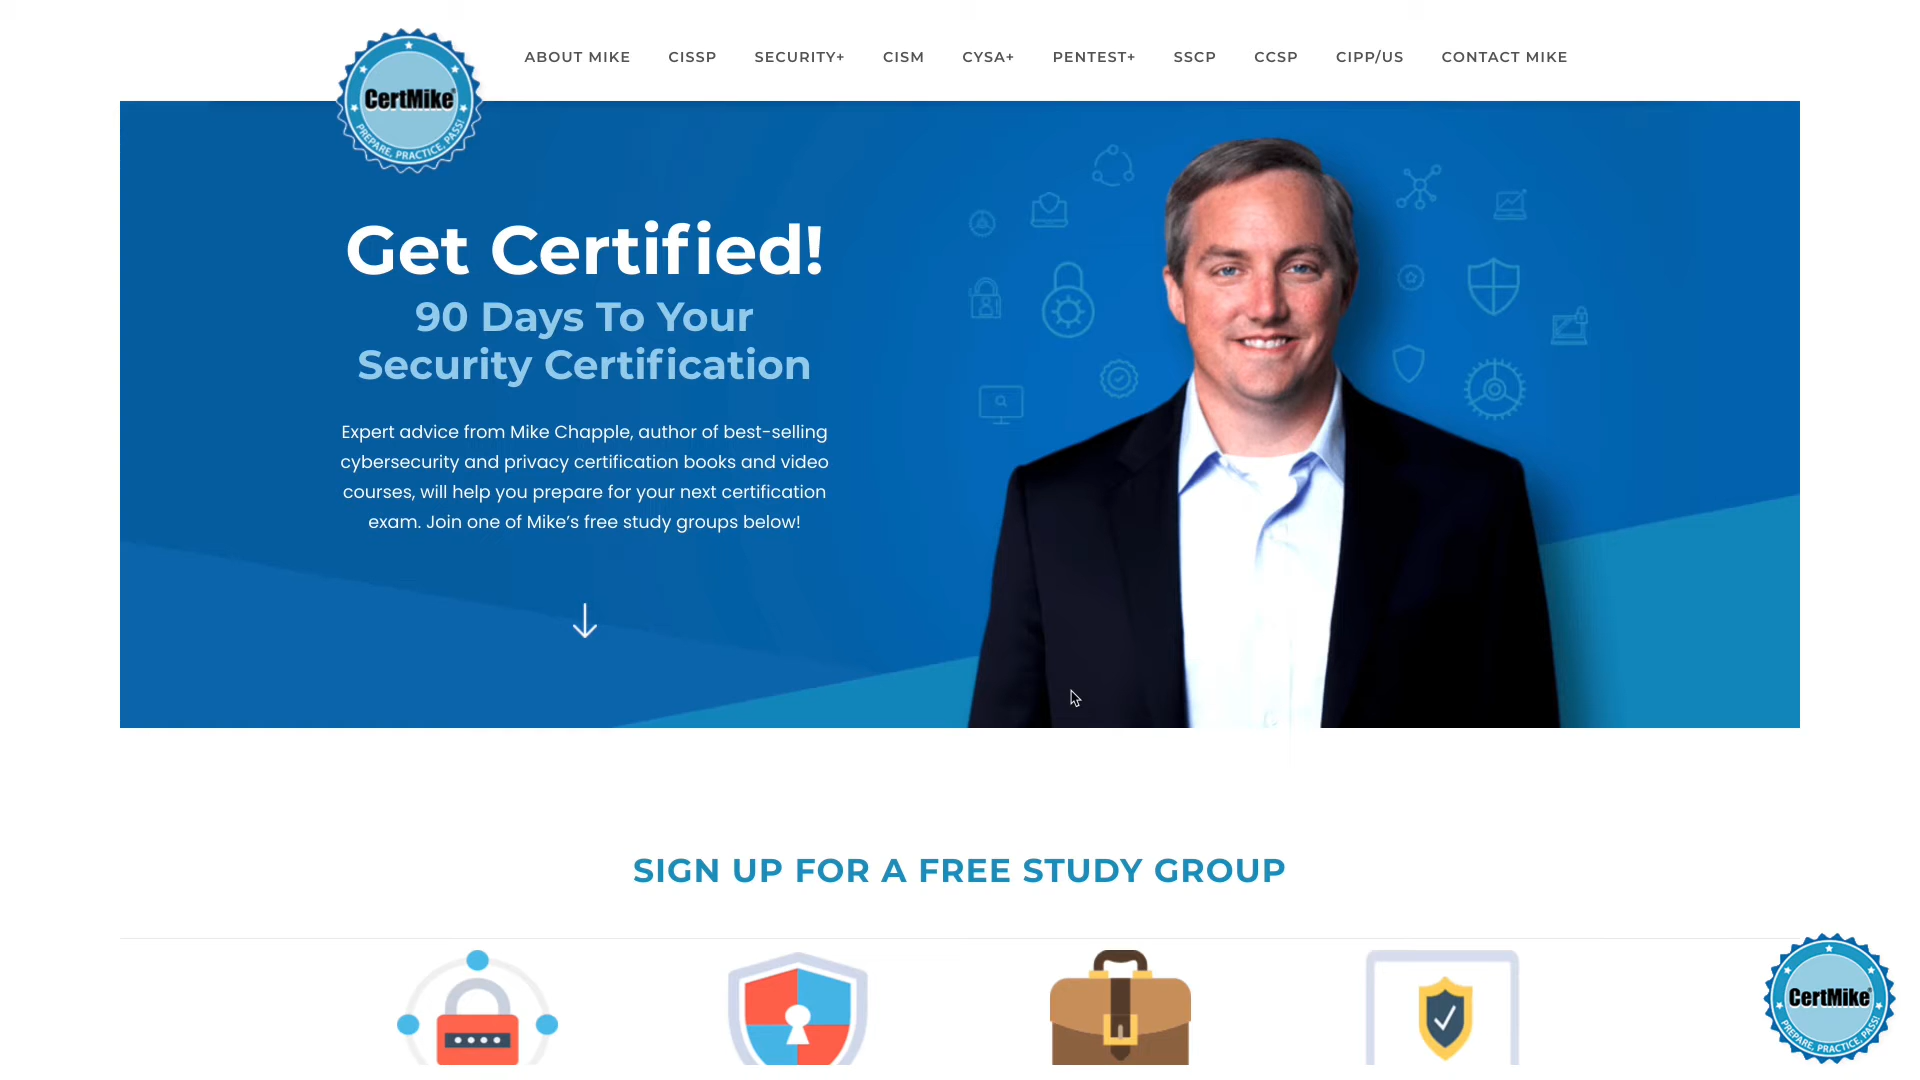 CertMike
PREPARE, PRACTICE, PASS!
ABOUT MIKE
CISSP
SECURITY+
CISM
CYSA+
PENTEST+
SSCP
CCSP
CIPP/US
CONTACT MIKE
Get Certified!
90 Days To Your
Security Certification
Expert advice from Mike Chapple, author of best-selling
cybersecurity and privacy certification books and video
courses, will help you prepare for your next certification
exam. Join one of Mike’s free study groups below!
SIGN UP FOR A FREE STUDY GROUP
CertMike
PREPARE, PRACTICE, PASS!